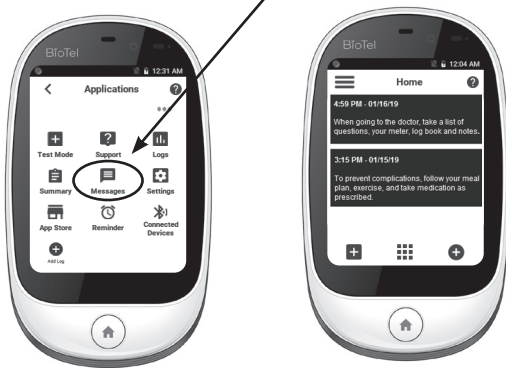 BioTel
12:31 AM
Applications
Test Mode
Support
Logs
Summary
Messages
Settings
App Store
Reminder
Connected
Devices
Add Log
BioTel
12:04 AM
Home
4:59 PM - 01/16/19
When going to the doctor, take a list of
questions, your meter, log book and notes.
3:15 PM - 01/15/19
To prevent complications, follow your meal
plan, exercise, and take medication as
prescribed.